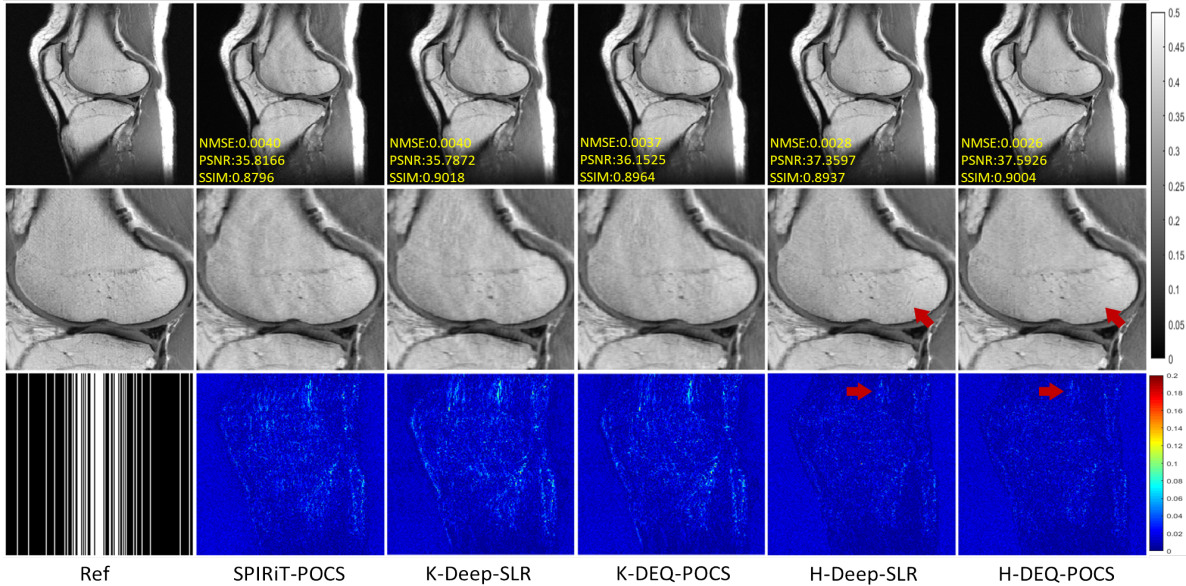 NMSE:0.0040
PSNR:35.8166
SSIM:0.8796
NMSE:0.0040
PSNR:35.7872
SSIM:0.9018
NMSE:0.0037
PSNR:36.1525
SSIM:0.8964
NMSE:0.0028
PSNR:37.3597
SSIM:0.8937
NMSE:0.0026
PSNR:37.5926
SSIM:0.9004
0.5
0.45
0.4
0.35
0.3
0.25
0.2
0.15
0.1
0.05
0
0.2
0.18
0.16
0.14
0.12
0.1
0.08
0.06
0.04
0.02
0
Ref
SPIRiT-POCS
K-Deep-SLR
K-DEQ-POCS
H-Deep-SLR
H-DEQ-POCS